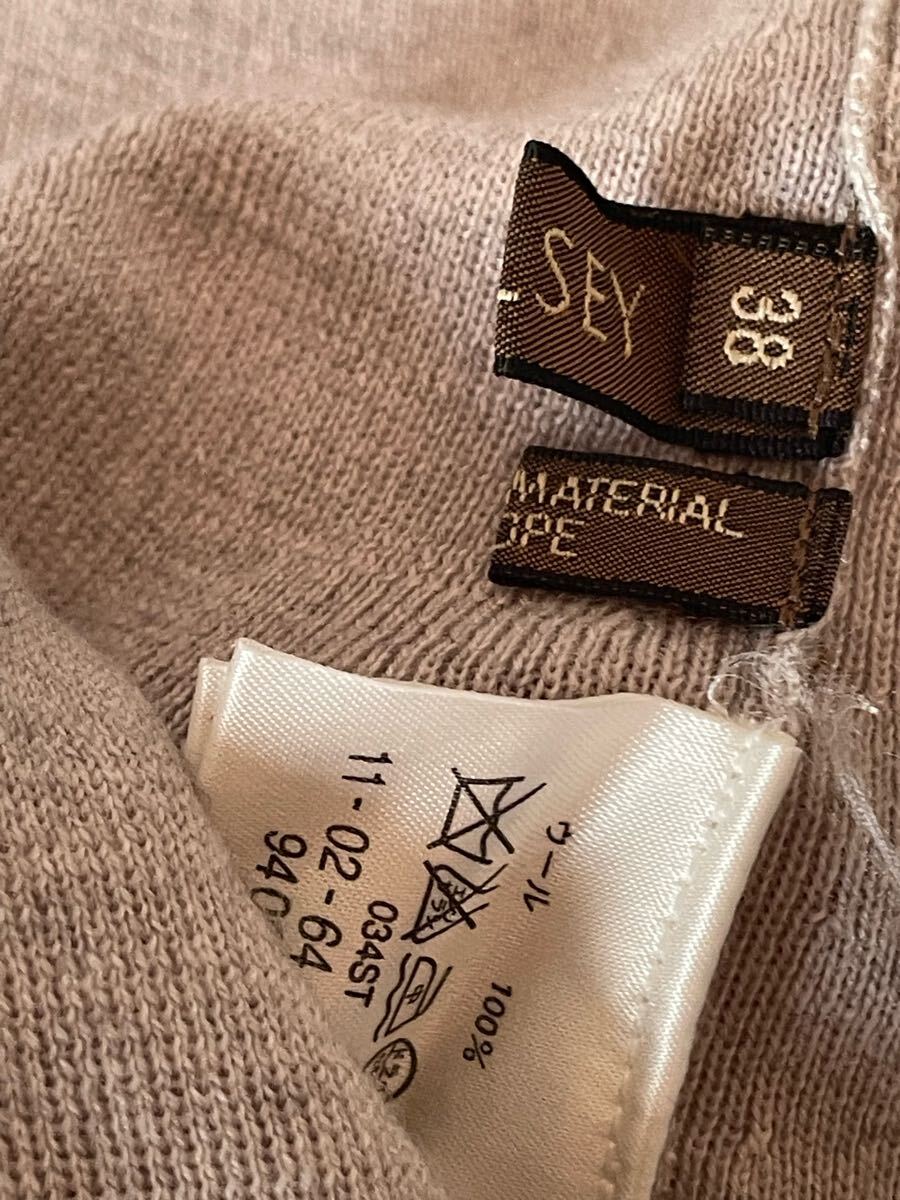 SEY
38
MATERIAL
OPE
ウール 100%
034ST
11-02-64
940